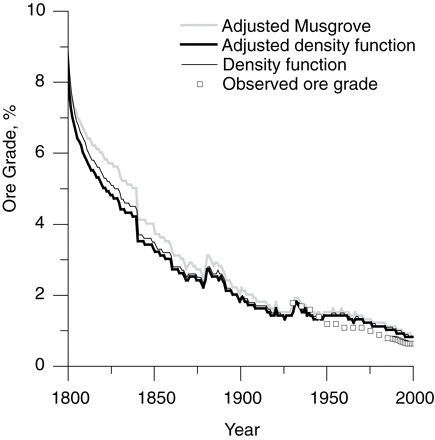 10
Adjusted Musgrove
Adjusted density function
Density function
Observed ore grade
8
6
4
2
0
Ore Grade, %
1800
1850
1900
1950
2000
Year